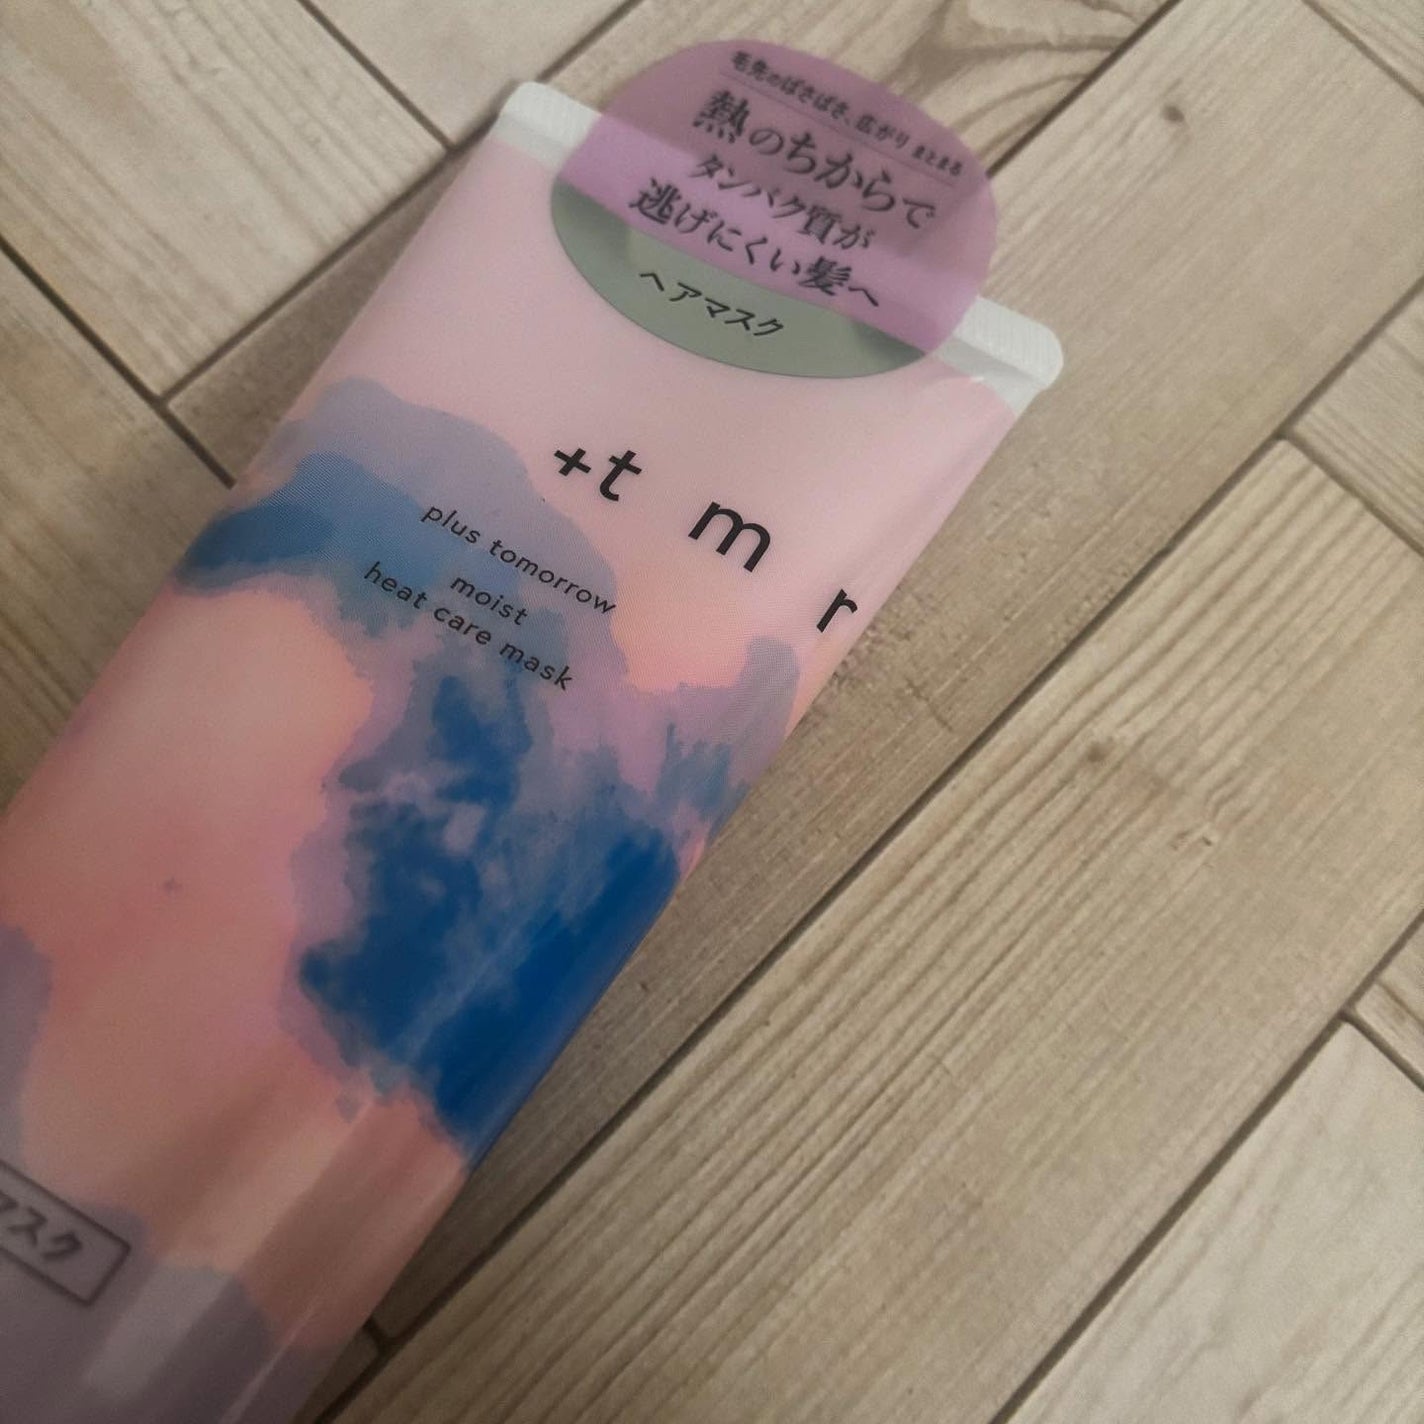 毛先のぱさぱさ、広がり まとまる
熱のちからで
タンパク質が
逃げにくい髪へ
ヘアマスク
+t m r
plus tomorrow
moist
heat care mask
マスク